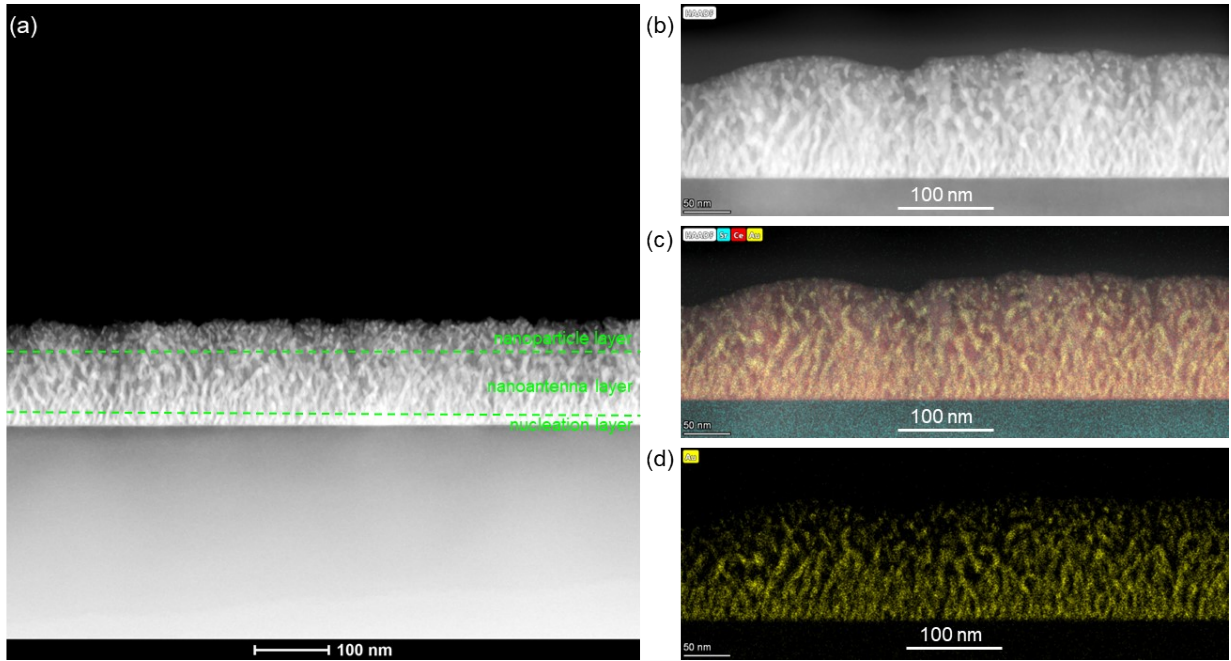 (a)
nanoparticle layer
nanoantenna layer
nucleation layer
100 nm
(b)
HAADF
100 nm
50 nm
(c)
HAADF Sr Ce Au
100 nm
50 nm
(d)
Au
100 nm
50 nm